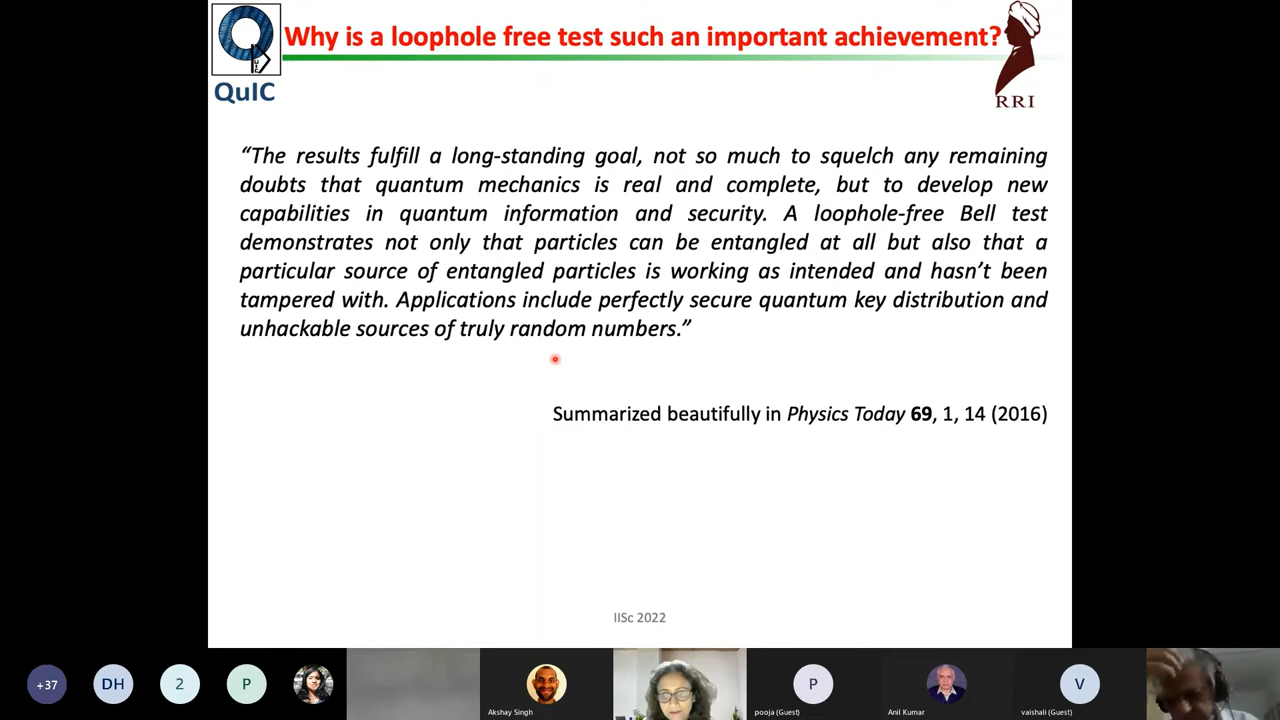 Why is a loophole free test such an important achievement?
QuIC
RRI
“The results fulfill a long-standing goal, not so much to squelch any remaining
doubts that quantum mechanics is real and complete, but to develop new
capabilities in quantum information and security. A loophole-free Bell test
demonstrates not only that particles can be entangled at all but also that a
particular source of entangled particles is working as intended and hasn’t been
tampered with. Applications include perfectly secure quantum key distribution and
unhackable sources of truly random numbers.”
Summarized beautifully in Physics Today 69, 1, 14 (2016)
IISc 2022
+37
DH
2
P
Akshay Singh
P
pooja (Guest)
Anil Kumar
V
vaishali (Guest)